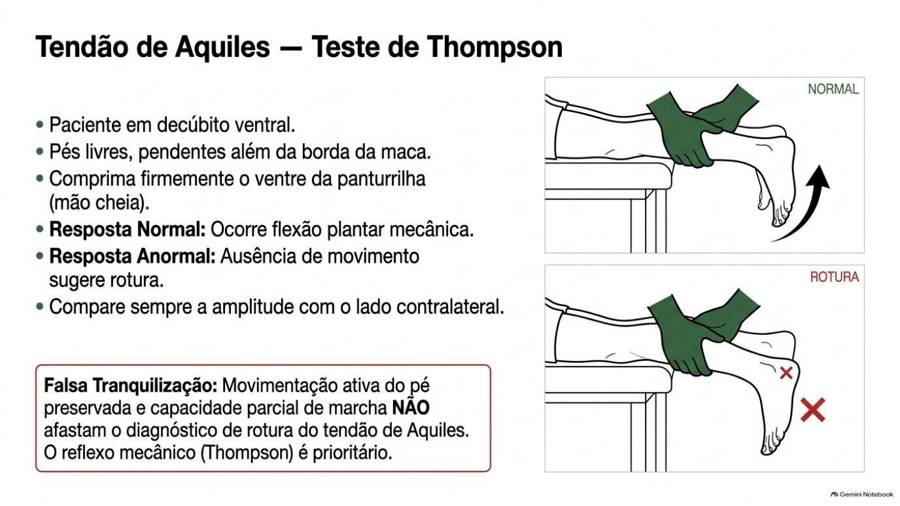 Tendão de Aquiles — Teste de Thompson
• Paciente em decúbito ventral.
• Pés livres, pendentes além da borda da maca.
• Comprima firmemente o ventre da panturrilha
(mão cheia).
• Resposta Normal: Ocorre flexão plantar mecânica.
• Resposta Anormal: Ausência de movimento
sugere rotura.
• Compare sempre a amplitude com o lado contralateral.
Falsa Tranquilização: Movimentação ativa do pé
preservada e capacidade parcial de marcha NÃO
afastam o diagnóstico de rotura do tendão de Aquiles.
O reflexo mecânico (Thompson) é prioritário.
NORMAL
ROTURA
Gemini Notebook